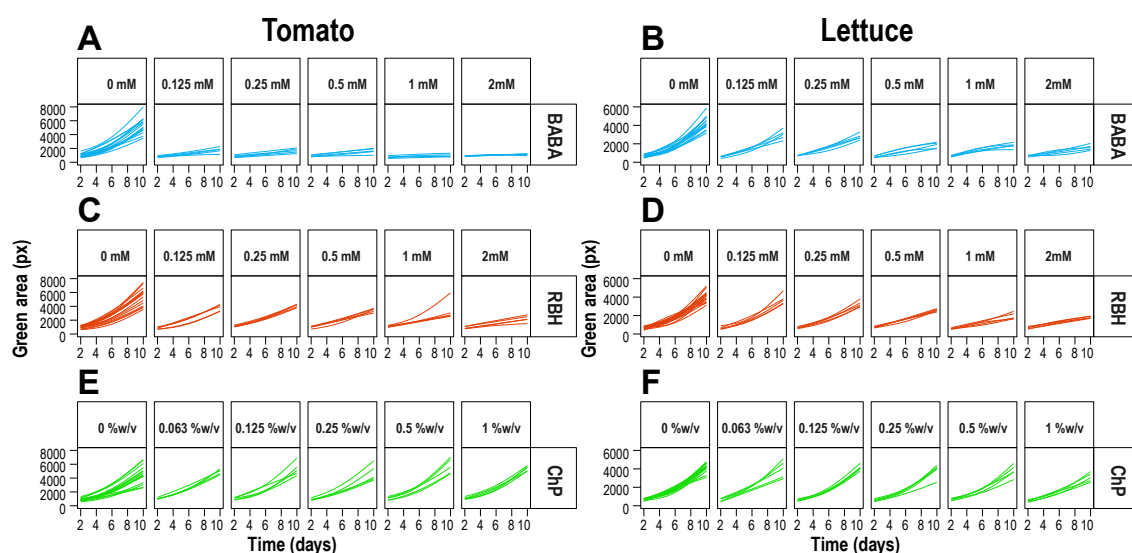 A Tomato B Lettuce
0 mM 0.125 mM 0.25 mM 0.5 mM 1 mM 2mM 0 mM 0.125 mM 0.25 mM 0.5 mM 1 mM 2mM
8000
6000
4000
2000
0
BABA
6000
4000
2000
0
BABA
2 4 6 8 10 2 4 6 8 10 2 4 6 8 10 2 4 6 8 10 2 4 6 8 10 2 4 6 8 10 2 4 6 8 10 2 4 6 8 10 2 4 6 8 10 2 4 6 8 10 2 4 6 8 10 2 4 6 8 10
C D
0 mM 0.125 mM 0.25 mM 0.5 mM 1 mM 2mM 0 mM 0.125 mM 0.25 mM 0.5 mM 1 mM 2mM
Green area (px)
8000
6000
4000
2000
0
RBH
Green area (px)
6000
4000
2000
0
RBH
2 4 6 8 10 2 4 6 8 10 2 4 6 8 10 2 4 6 8 10 2 4 6 8 10 2 4 6 8 10 2 4 6 8 10 2 4 6 8 10 2 4 6 8 10 2 4 6 8 10 2 4 6 8 10 2 4 6 8 10
E F
0 %w/v 0.063 %w/v 0.125 %w/v 0.25 %w/v 0.5 %w/v 1 %w/v 0 %w/v 0.063 %w/v 0.125 %w/v 0.25 %w/v 0.5 %w/v 1 %w/v
8000
6000
4000
2000
0
ChP
6000
4000
2000
0
ChP
2 4 6 8 10 2 4 6 8 10 2 4 6 8 10 2 4 6 8 10 2 4 6 8 10 2 4 6 8 10 2 4 6 8 10 2 4 6 8 10 2 4 6 8 10 2 4 6 8 10 2 4 6 8 10 2 4 6 8 10
Time (days) Time (days)